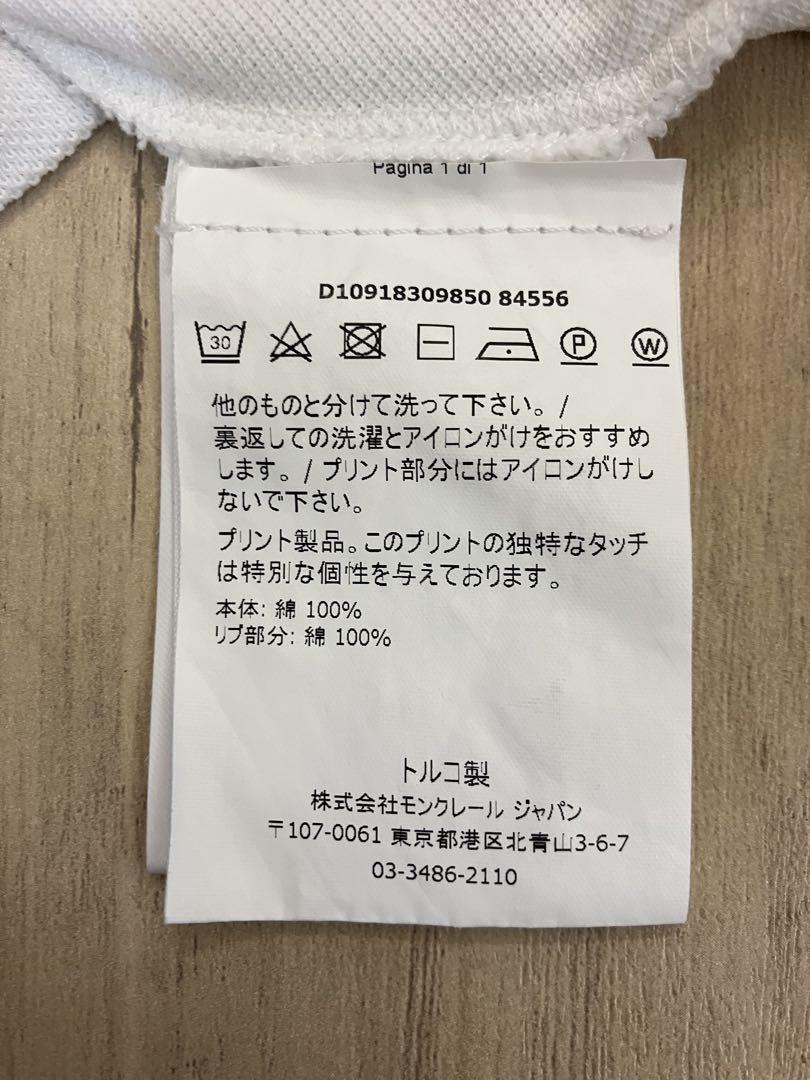 Pagina 1 di 1
D10918309850 84556
30
P
W
他のものと分けて洗って下さい。/
裏返しての洗濯とアイロンがけをおすすめ
します。/ プリント部分にはアイロンがけし
ないで下さい。
プリント製品。このプリントの独特なタッチ
は特別な個性を与えております。
本体: 綿 100%
リブ部分: 綿 100%
トルコ製
株式会社モンクレール ジャパン
〒107-0061 東京都港区北青山3-6-7
03-3486-2110